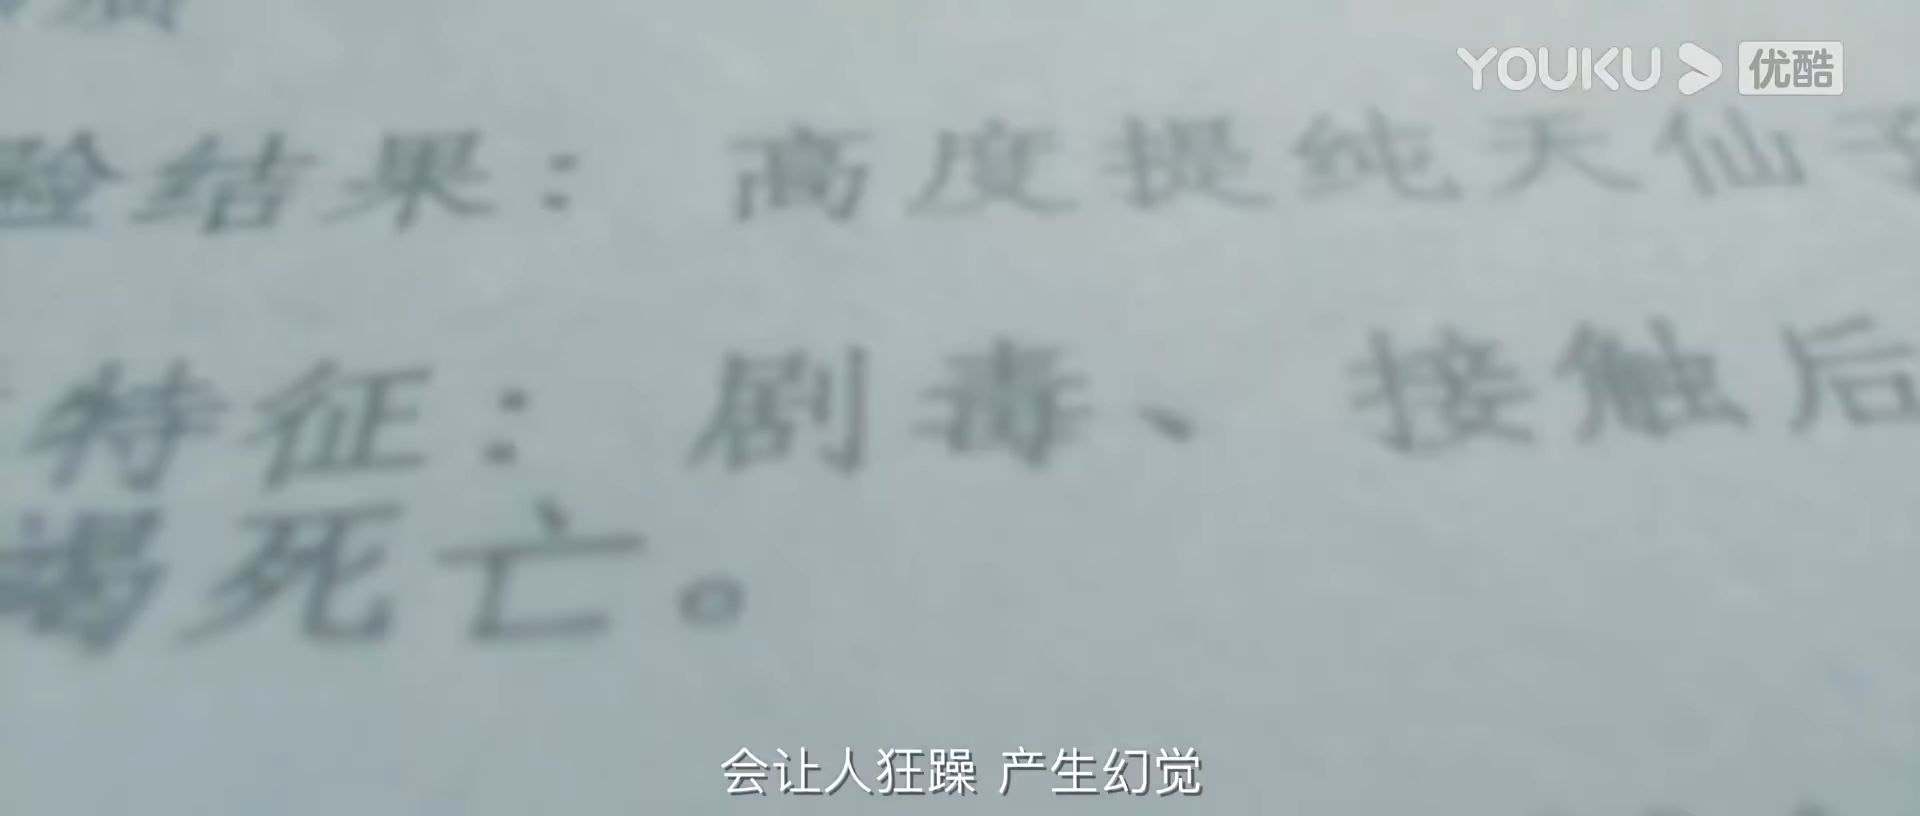 YOUKU 优酷
验结果：高度提纯天仙子
特征：剧毒、接触后
竭死亡。
会让人狂躁 产生幻觉